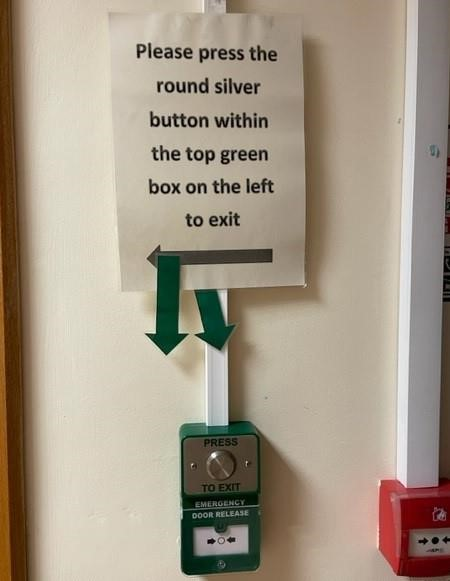 Please press the
round silver
button within
the top green
box on the left
to exit
PRESS
TO EXIT
EMERGENCY
DOOR RELEASE